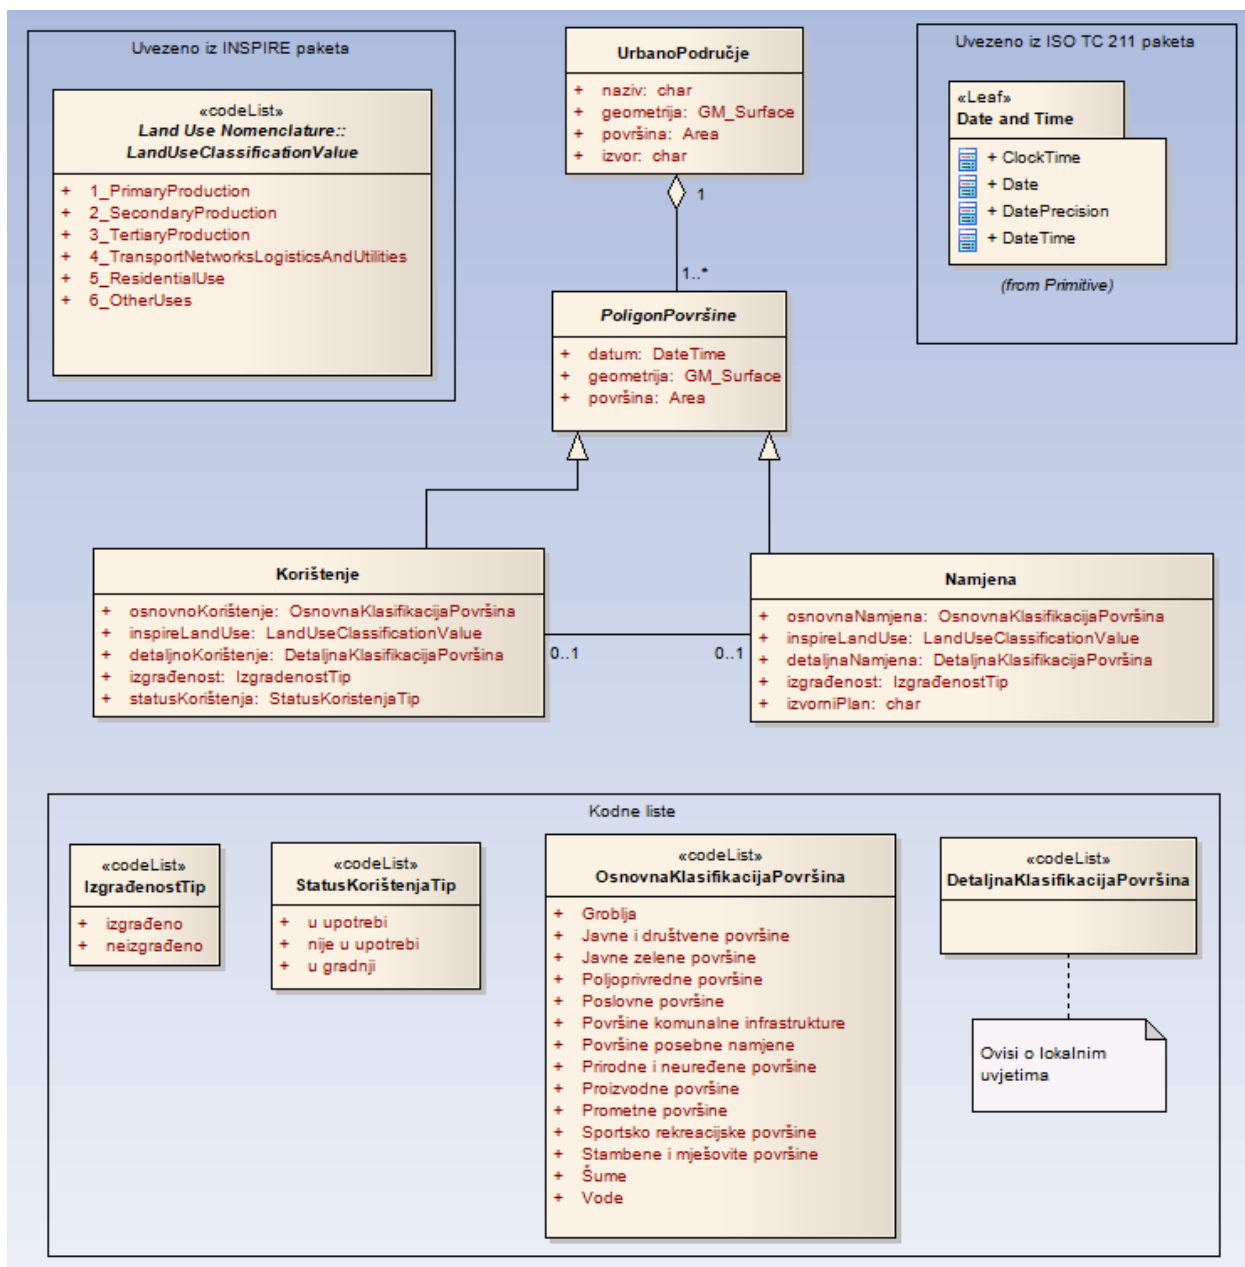 Uvezeno iz INSPIRE paketa
«codeList»
Land Use Nomenclature::
LandUseClassificationValue
+ 1_PrimaryProduction
+ 2_SecondaryProduction
+ 3_TertiaryProduction
+ 4_TransportNetworksLogisticsAndUtilities
+ 5_ResidentialUse
+ 6_OtherUses
UrbanoPodručje
+ naziv: char
+ geometrija: GM_Surface
+ površina: Area
+ izvor: char
1
1..*
Uvezeno iz ISO TC 211 paketa
«Leaf»
Date and Time
+ ClockTime
+ Date
+ DatePrecision
+ DateTime
(from Primitive)
PoligonPovršine
+ datum: DateTime
+ geometrija: GM_Surface
+ površina: Area
Korištenje
+ osnovnoKorištenje: OsnovnaKlasifikacijaPovršina
+ inspireLandUse: LandUseClassificationValue
+ detaljnoKorištenje: DetaljnaKlasifikacijaPovršina
+ izgrađenost: IzgradenostTip
+ statusKorištenja: StatusKoristenjaTip
0..1
0..1
Namjena
+ osnovnaNamjena: OsnovnaKlasifikacijaPovršina
+ inspireLandUse: LandUseClassificationValue
+ detaljnaNamjena: DetaljnaKlasifikacijaPovršina
+ izgrađenost: IzgrađenostTip
+ izvorniPlan: char
Kodne liste
«codeList»
IzgrađenostTip
+ izgrađeno
+ neizgrađeno
«codeList»
StatusKorištenjaTip
+ u upotrebi
+ nije u upotrebi
+ u gradnji
«codeList»
OsnovnaKlasifikacijaPovršina
+ Groblja
+ Javne i društvene površine
+ Javne zelene površine
+ Poljoprivredne površine
+ Poslovne površine
+ Površine komunalne infrastrukture
+ Površine posebne namjene
+ Prirodne i neuređene površine
+ Proizvodne površine
+ Prometne površine
+ Sportsko rekreacijske površine
+ Stambene i mješovite površine
+ Šume
+ Vode
«codeList»
DetaljnaKlasifikacijaPovršina
Ovisi o lokalnim
uvjetima